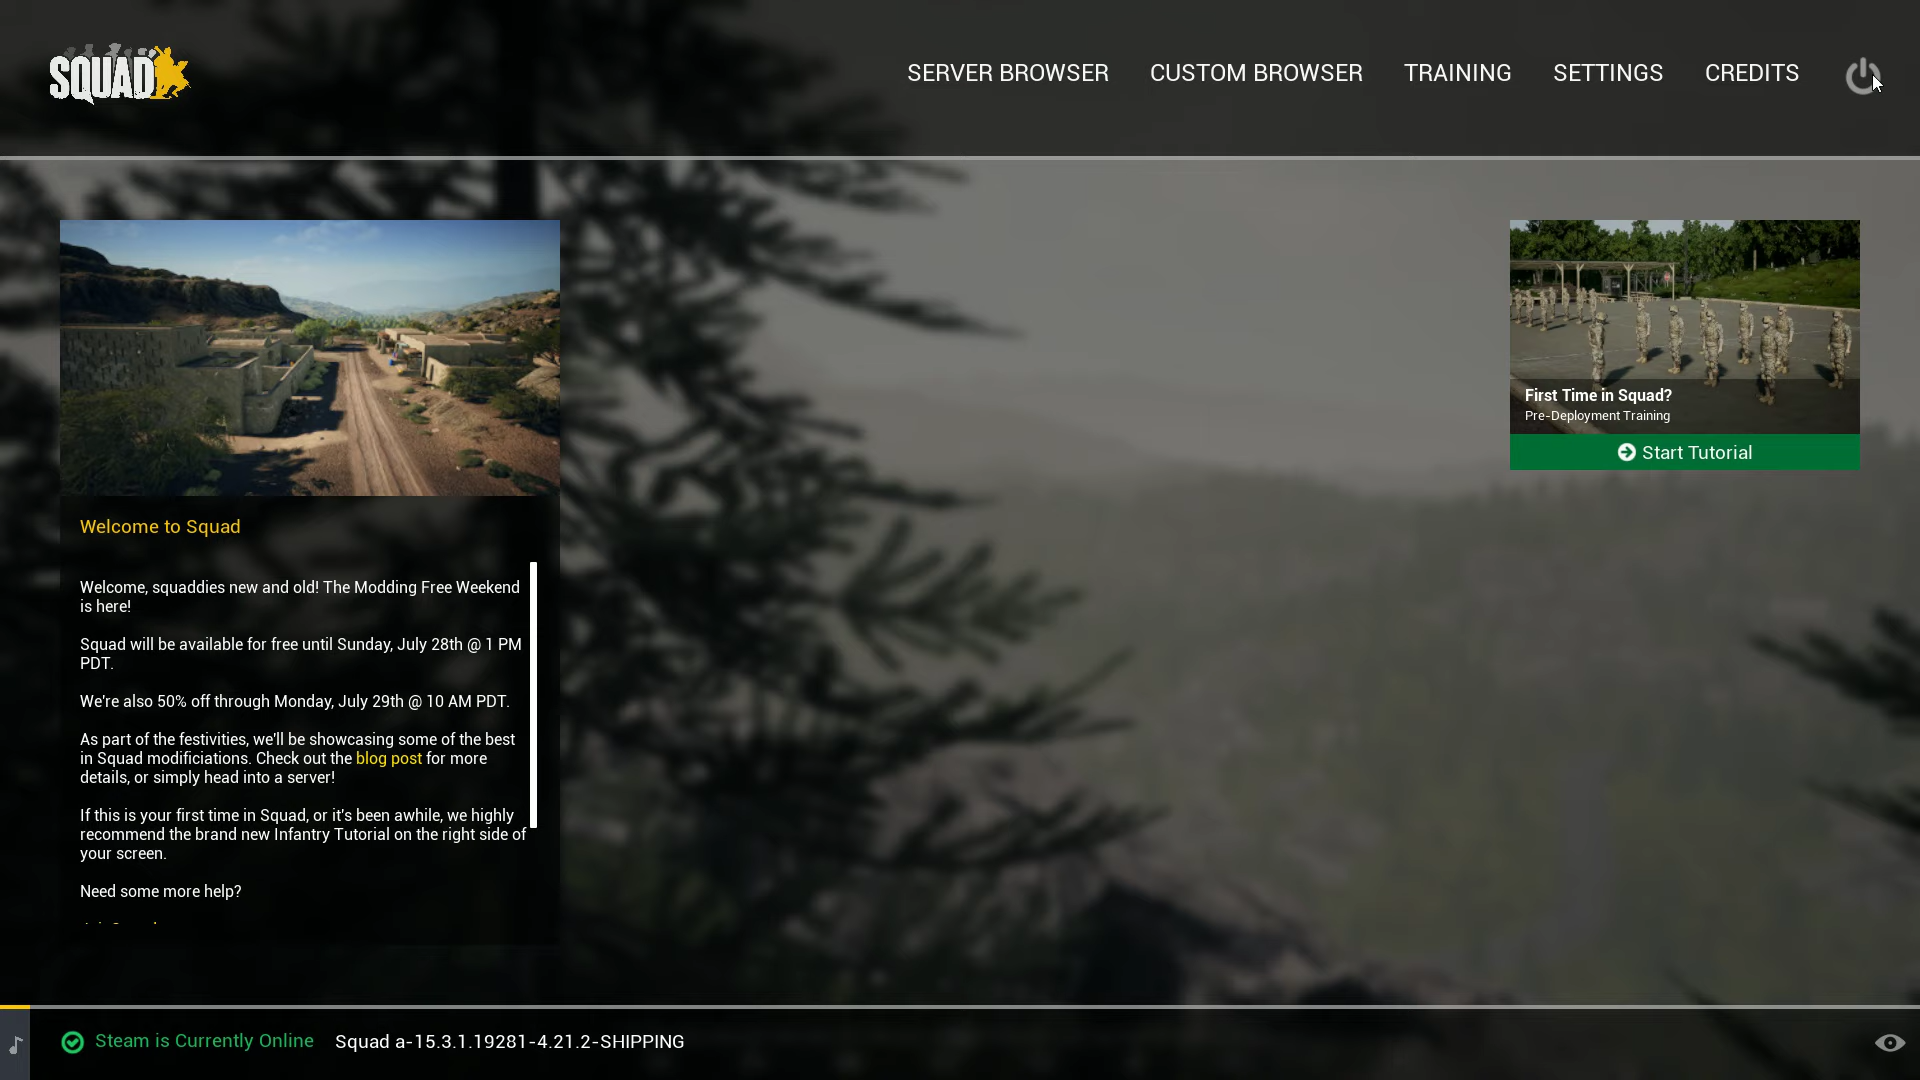 SQUAD
SERVER BROWSER
CUSTOM BROWSER
TRAINING
SETTINGS
CREDITS
First Time in Squad?
Pre-Deployment Training
Start Tutorial
Welcome to Squad
Welcome, squaddies new and old! The Modding Free Weekend
is here!
Squad will be available for free until Sunday, July 28th @ 1 PM
PDT.
We're also 50% off through Monday, July 29th @ 10 AM PDT.
As part of the festivities, we'll be showcasing some of the best
in Squad modificiations. Check out the blog post for more
details, or simply head into a server!
If this is your first time in Squad, or it's been awhile, we highly
recommend the brand new Infantry Tutorial on the right side of
your screen.
Need some more help?
Steam is Currently Online
Squad a-15.3.1.19281-4.21.2-SHIPPING